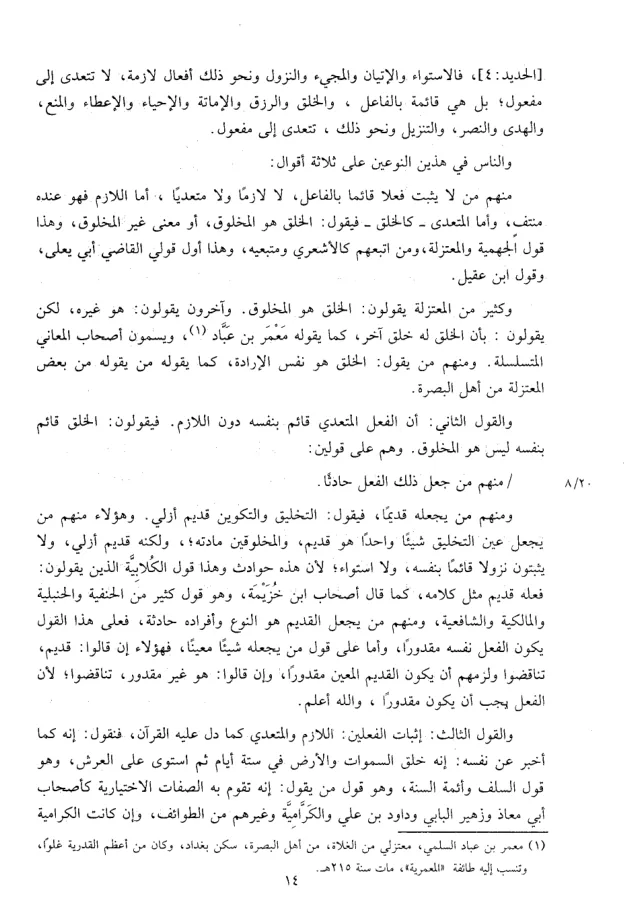 [الحديد:٤]، فالاستواء والإتيان والمجيء والنزول ونحو ذلك أفعال لازمة، لا تتعدى إلى
مفعول؛ بل هي قائمة بالفاعل ، والخلق والرزق والإماتة والإحياء والإعطاء والمنع،
والهدى والنصر، والتنزيل ونحو ذلك ، تتعدى إلى مفعول.
والناس في هذين النوعين على ثلاثة أقوال:
منهم من لا يثبت فعلا قائما بالفاعل، لا لازمًا ولا متعديًا ، أما اللازم فهو عنده
منتف، وأما المتعدى ـ كالخلق ـ فيقول: الخلق هو المخلوق، أو معنى غير المخلوق، وهذا
قول الجهمية والمعتزلة،ومن اتبعهم كالأشعري ومتبعيه، وهذا أول قولي القاضي أبي يعلى،
وقول ابن عقيل.
وكثير من المعتزلة يقولون: الخلق هو المخلوق. وآخرون يقولون: هو غيره، لكن
يقولون : بأن الخلق له خلق آخر، كما يقوله مَعْمَر بن عَبَّاد (١)، ويسمون أصحاب المعاني
المتسلسلة. ومنهم من يقول: الخلق هو نفس الإرادة، كما يقوله من يقوله من بعض
المعتزلة من أهل البصرة.
والقول الثاني: أن الفعل المتعدي قائم بنفسه دون اللازم. فيقولون: الخلق قائم
بنفسه ليس هو المخلوق. وهم على قولين:
/ منهم من جعل ذلك الفعل حادثًا.
٨/٢٠
ومنهم من يجعله قديمًا، فيقول: التخليق والتكوين قديم أزلي. وهؤلاء منهم من
يجعل عين التخليق شيئًا واحدًا هو قديم، والمخلوقين مادته؛، ولكنه قديم أزلي، ولا
يثبتون نزولا قائمًا بنفسه، ولا استواء؛ لأن هذه حوادث وهذا قول الكُلابيَّة الذين يقولون:
فعله قديم مثل كلامه، كما قال أصحاب ابن خُزَيْمَة، وهو قول كثير من الحنفية والحنبلية
والمالكية والشافعية، ومنهم من يجعل القديم هو النوع وأفراده حادثة، فعلى هذا القول
يكون الفعل نفسه مقدورًا، وأما على قول من يجعله شيئًا معينًا، فهؤلاء إن قالوا: قديم،
تناقضوا ولزمهم أن يكون القديم المعين مقدورًا، وإن قالوا: هو غير مقدور، تناقضوا؛ لأن
الفعل يجب أن يكون مقدورًا ، والله أعلم.
والقول الثالث: إثبات الفعلين: اللازم والمتعدي كما دل عليه القرآن، فنقول: إنه كما
أخبر عن نفسه: إنه خلق السموات والأرض في ستة أيام ثم استوى على العرش، وهو
قول السلف وأئمة السنة، وهو قول من يقول: إنه تقوم به الصفات الاختيارية كأصحاب
أبي معاذ وزهير البابي وداود بن علي والكَرَّاميَّة وغيرهم من الطوائف، وإن كانت الكرامية
(١) معمر بن عباد السلمي، معتزلي من الغلاة، من أهل البصرة، سكن بغداد، وكان من أعظم القدرية غلوًا،
وتنسب إليه طائفة «المعمرية»، مات سنة ٢١٥هـ.
١٤